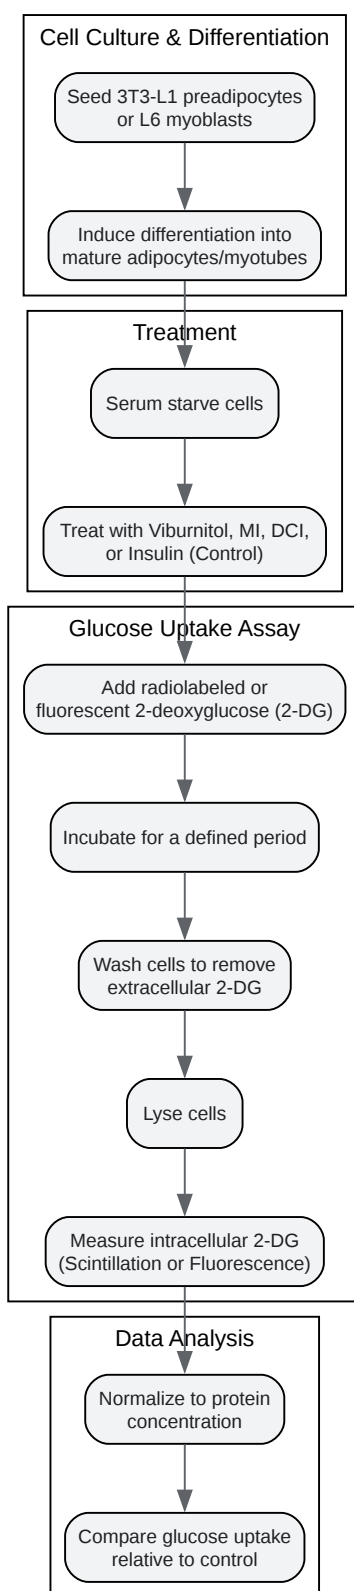 Cell Culture & Differentiation
Seed 3T3-L1 preadipocytes
or L6 myoblasts
Induce differentiation into
mature adipocytes/myotubes
Treatment
Serum starve cells
Treat with Viburnitol, MI, DCI,
or Insulin (Control)
Glucose Uptake Assay
Add radiolabeled or
fluorescent 2-deoxyglucose (2-DG)
Incubate for a defined period
Wash cells to remove
extracellular 2-DG
Lyse cells
Measure intracellular 2-DG
(Scintillation or Fluorescence)
Data Analysis
Normalize to protein
concentration
Compare glucose uptake
relative to control